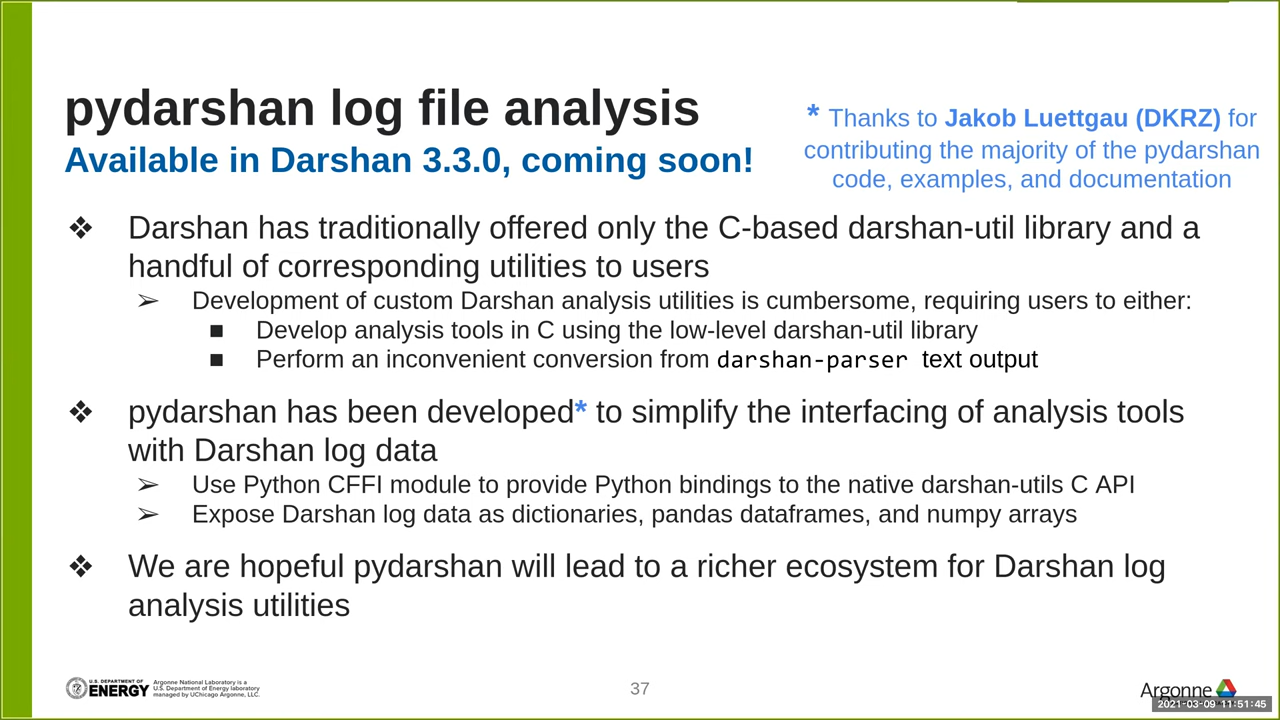 pydarshan log file analysis
Available in Darshan 3.3.0, coming soon!
* Thanks to Jakob Luettgau (DKRZ) for
contributing the majority of the pydarshan
code, examples, and documentation
❖ Darshan has traditionally offered only the C-based darshan-util library and a
handful of corresponding utilities to users
➢ Development of custom Darshan analysis utilities is cumbersome, requiring users to either:
■ Develop analysis tools in C using the low-level darshan-util library
■ Perform an inconvenient conversion from darshan-parser text output
❖ pydarshan has been developed* to simplify the interfacing of analysis tools
with Darshan log data
➢ Use Python CFFI module to provide Python bindings to the native darshan-utils C API
➢ Expose Darshan log data as dictionaries, pandas dataframes, and numpy arrays
❖ We are hopeful pydarshan will lead to a richer ecosystem for Darshan log
analysis utilities
U.S. DEPARTMENT OF
ENERGY
Argonne National Laboratory is a
U.S. Department of Energy laboratory
managed by UChicago Argonne, LLC.
37
Argonne
2021-03-09 11:51:45